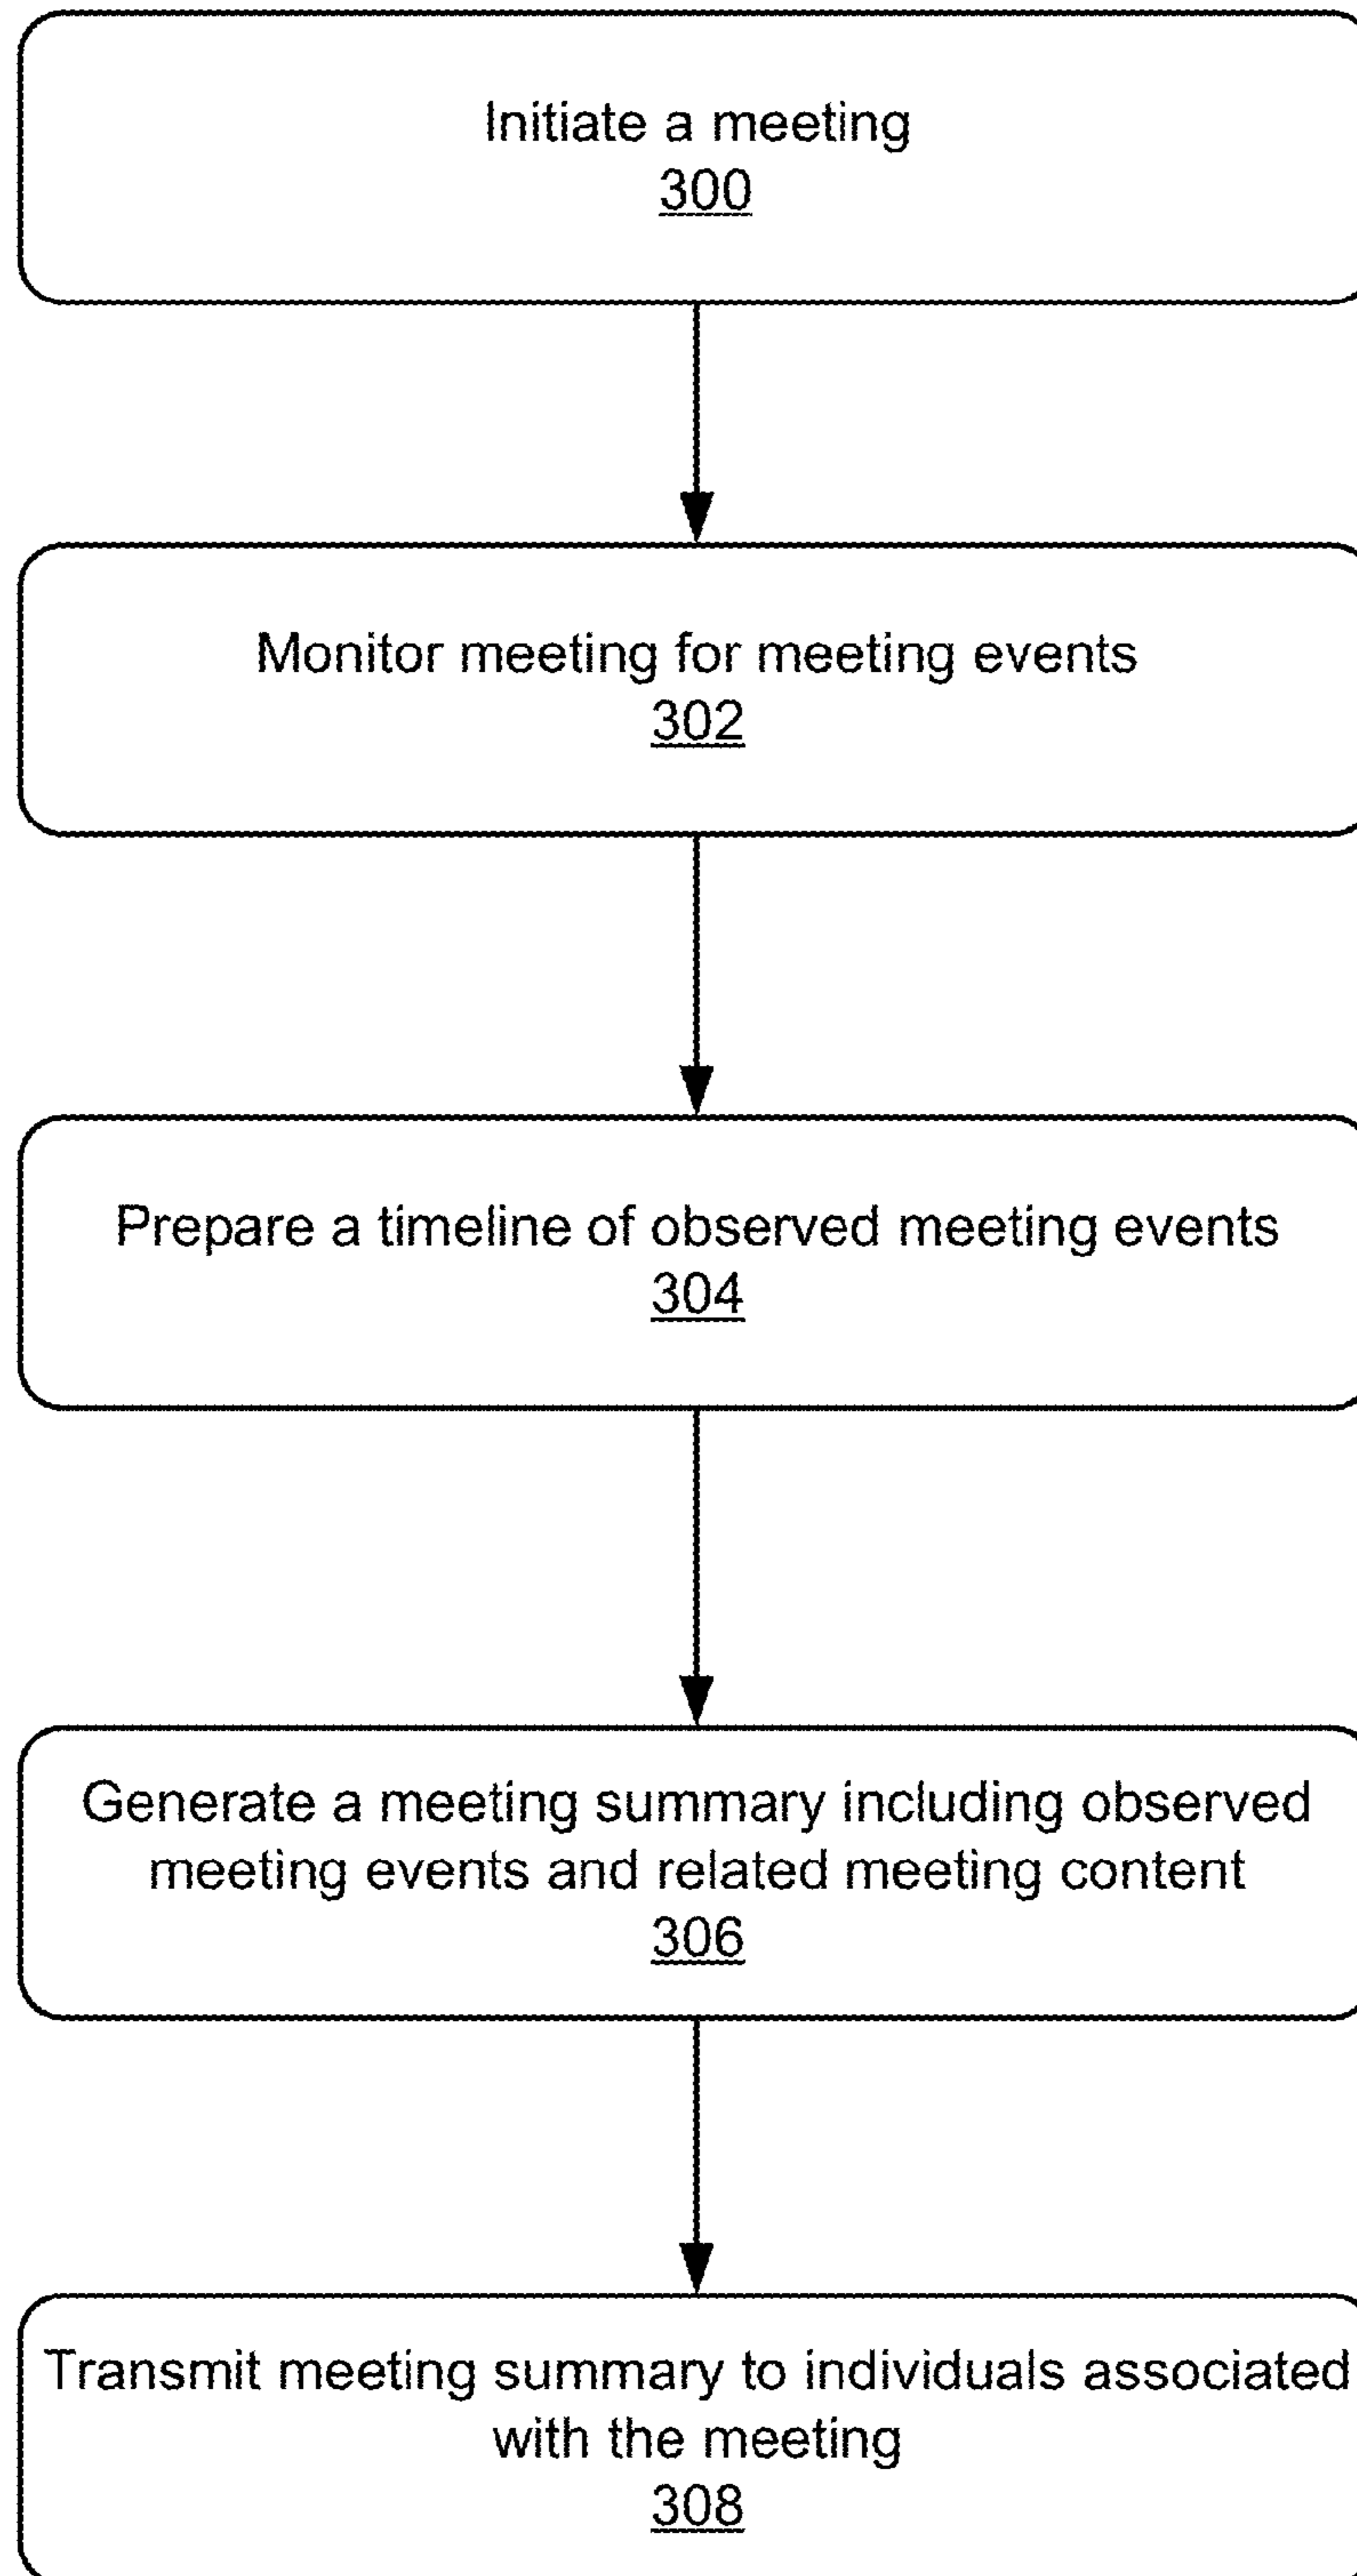 Initiate a meeting
300
Monitor meeting for meeting events
302
Prepare a timeline of observed meeting events
304
Generate a meeting summary including observed
meeting events and related meeting content
306
Transmit meeting summary to individuals associated
with the meeting
308